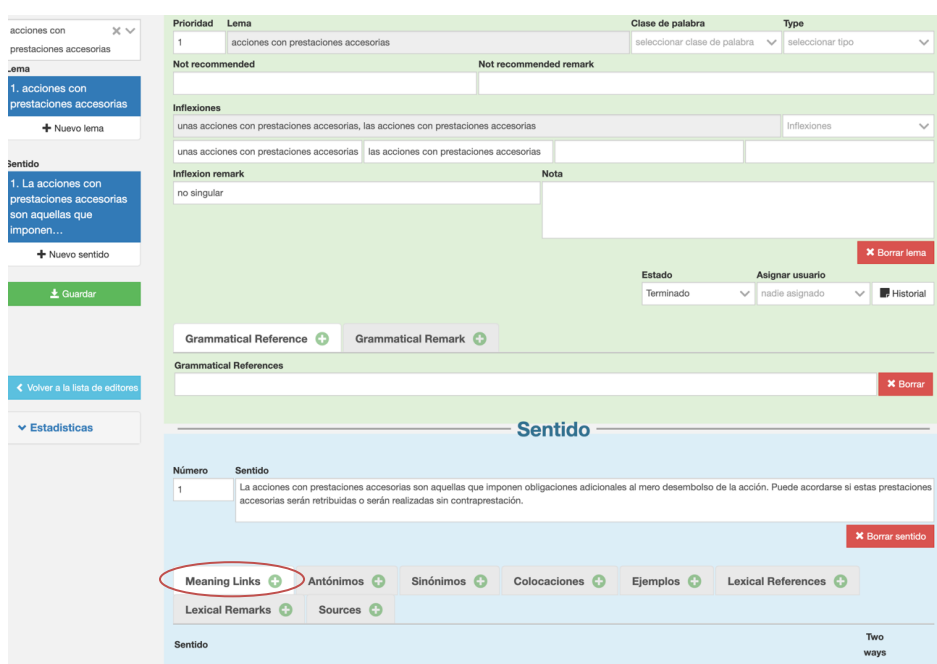 acciones con
prestaciones accesorias
Lema
1. acciones con
prestaciones accesorias
Nuevo lema
Sentido
1. La acciones con
prestaciones accesorias
son aquellas que
imponen…
Nuevo sentido
Guardar
Volver a la lista de editores
Estadisticas
Prioridad Lema Clase de palabra Type
1 acciones con prestaciones accesorias seleccionar clase de palabra seleccionar tipo
Not recommended Not recommended remark
Inflexiones
unas acciones con prestaciones accesorias, las acciones con prestaciones accesorias Inflexiones
unas acciones con prestaciones accesorias las acciones con prestaciones accesorias
Inflexion remark Nota
no singular
Borrar lema
Estado Asignar usuario
Terminado nadie asignado Historial
Grammatical Reference Grammatical Remark
Grammatical References
Borrar
Sentido
Número Sentido
1 La acciones con prestaciones accesorias son aquellas que imponen obligaciones adicionales al mero desembolso de la acción. Puede acordarse si estas prestaciones
accesorias serán retribuidas o serán realizadas sin contraprestación.
Borrar sentido
Meaning Links Antónimos Sinónimos Colocaciones Ejemplos Lexical References
Lexical Remarks Sources
Sentido Two
ways